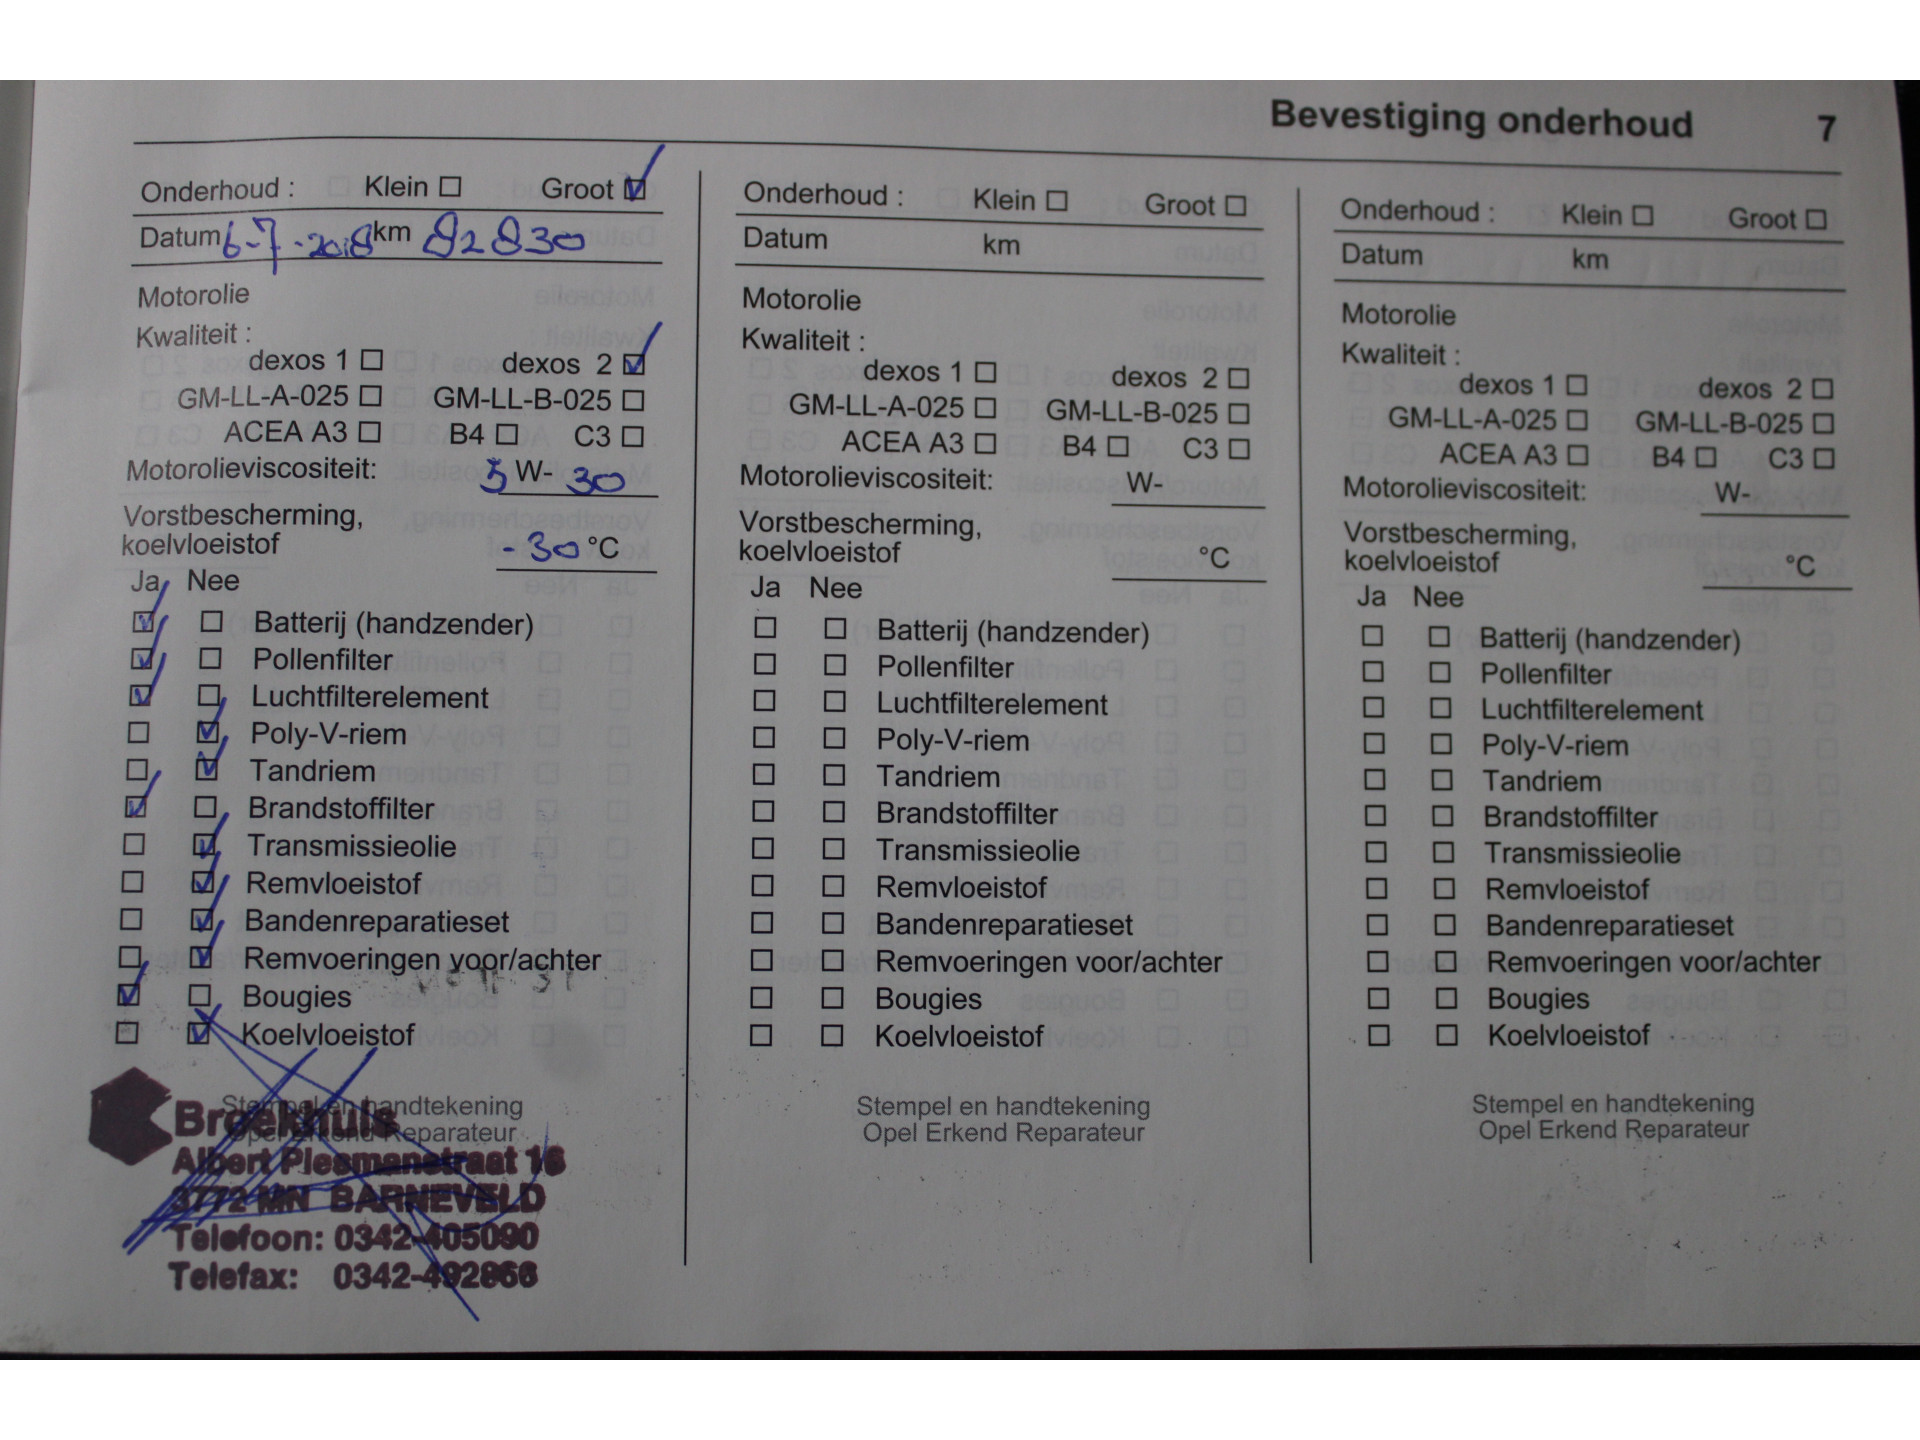 Bevestiging onderhoud 7
Onderhoud : Klein ☐ Groot ☑
Datum 6-7-2018 km 82830
Motorolie
Kwaliteit :
dexos 1 ☐ dexos 2 ☑
GM-LL-A-025 ☐ GM-LL-B-025 ☐
ACEA A3 ☐ B4 ☐ C3 ☐
Motorolieviscositeit: 5 W- 30
Vorstbescherming,
koelvloeistof -30 °C
Ja Nee
☑ ☐ Batterij (handzender)
☑ ☐ Pollenfilter
☑ ☐ Luchtfilterelement
☐ ☑ Poly-V-riem
☐ ☑ Tandriem
☑ ☐ Brandstoffilter
☐ ☑ Transmissieolie
☐ ☑ Remvloeistof
☐ ☑ Bandenreparatieset
☐ ☑ Remvoeringen voor/achter
☑ ☐ Bougies
☐ ☑ Koelvloeistof
Stempel en handtekening
Opel Erkend Reparateur
Broekhuis
Albert Plesmanstraat 16
3772 MN BARNEVELD
Telefoon: 0342-405090
Telefax: 0342-492866
Onderhoud : Klein ☐ Groot ☐
Datum km
Motorolie
Kwaliteit :
dexos 1 ☐ dexos 2 ☐
GM-LL-A-025 ☐ GM-LL-B-025 ☐
ACEA A3 ☐ B4 ☐ C3 ☐
Motorolieviscositeit: W-
Vorstbescherming,
koelvloeistof °C
Ja Nee
☐ ☐ Batterij (handzender)
☐ ☐ Pollenfilter
☐ ☐ Luchtfilterelement
☐ ☐ Poly-V-riem
☐ ☐ Tandriem
☐ ☐ Brandstoffilter
☐ ☐ Transmissieolie
☐ ☐ Remvloeistof
☐ ☐ Bandenreparatieset
☐ ☐ Remvoeringen voor/achter
☐ ☐ Bougies
☐ ☐ Koelvloeistof
Stempel en handtekening
Opel Erkend Reparateur
Onderhoud : Klein ☐ Groot ☐
Datum km
Motorolie
Kwaliteit :
dexos 1 ☐ dexos 2 ☐
GM-LL-A-025 ☐ GM-LL-B-025 ☐
ACEA A3 ☐ B4 ☐ C3 ☐
Motorolieviscositeit: W-
Vorstbescherming,
koelvloeistof °C
Ja Nee
☐ ☐ Batterij (handzender)
☐ ☐ Pollenfilter
☐ ☐ Luchtfilterelement
☐ ☐ Poly-V-riem
☐ ☐ Tandriem
☐ ☐ Brandstoffilter
☐ ☐ Transmissieolie
☐ ☐ Remvloeistof
☐ ☐ Bandenreparatieset
☐ ☐ Remvoeringen voor/achter
☐ ☐ Bougies
☐ ☐ Koelvloeistof
Stempel en handtekening
Opel Erkend Reparateur